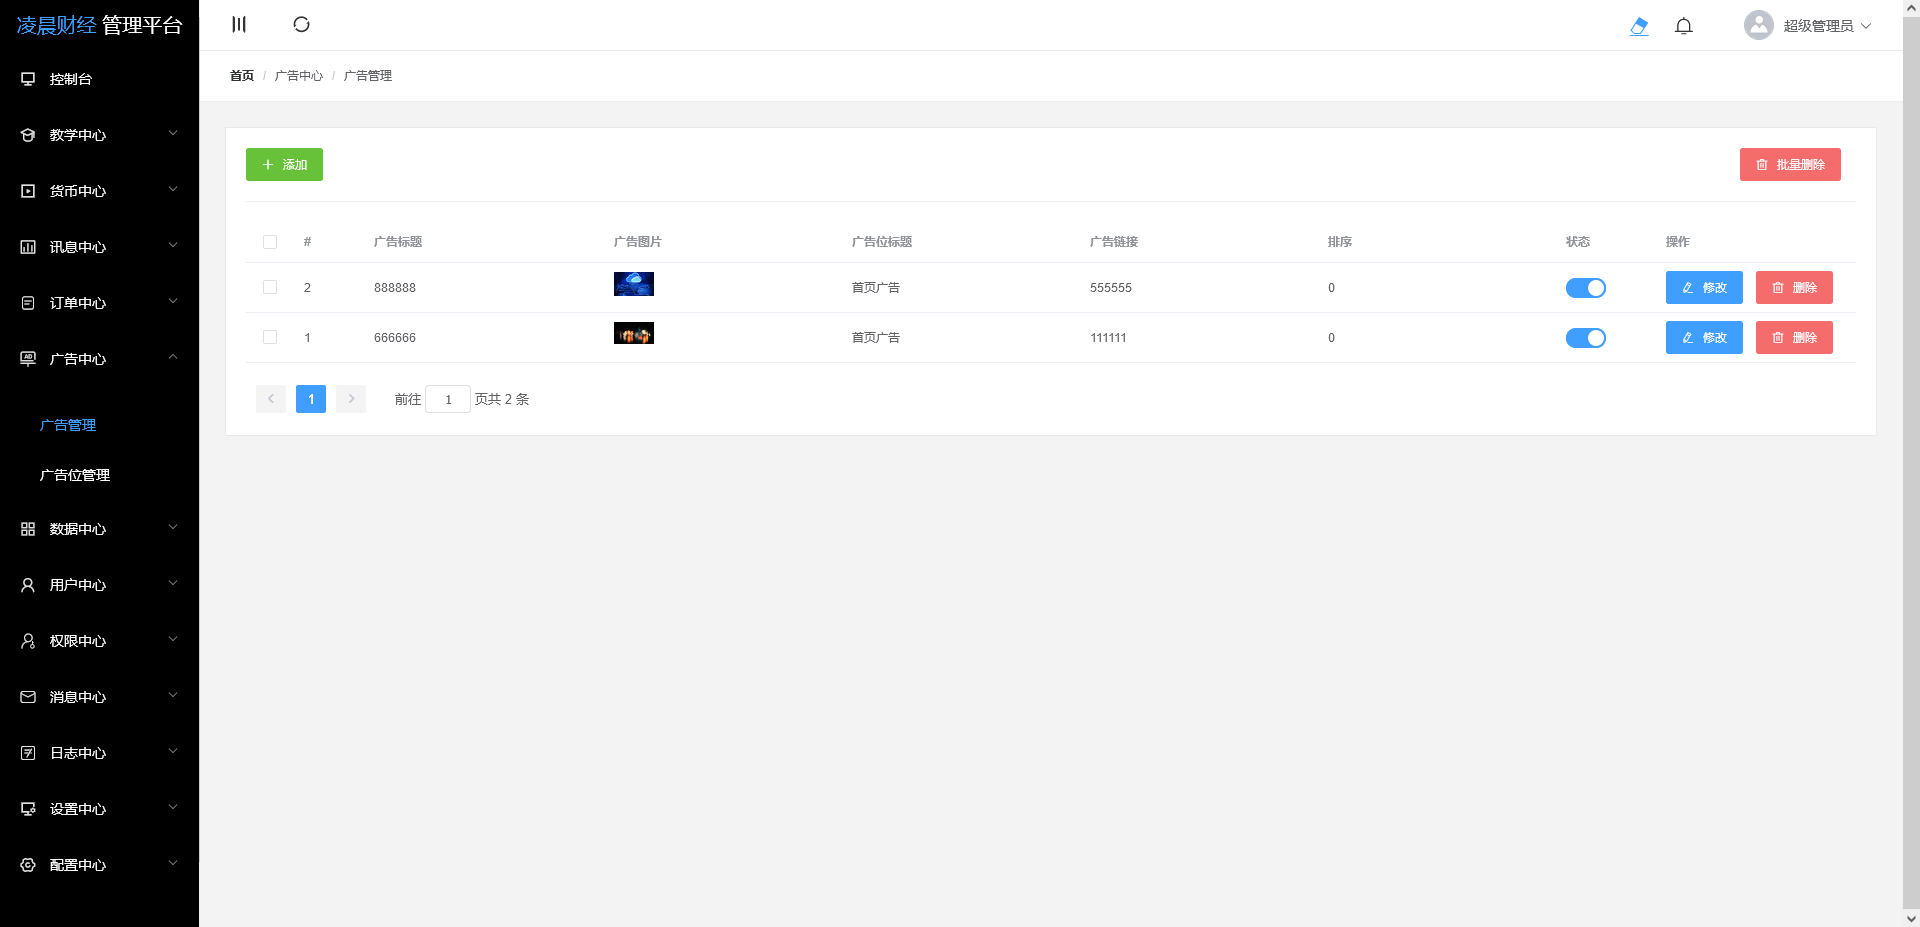 凌晨财经 管理平台
超级管理员
控制台
教学中心
货币中心
讯息中心
订单中心
广告中心
广告管理
广告位管理
数据中心
用户中心
权限中心
消息中心
日志中心
设置中心
配置中心
首页 / 广告中心 / 广告管理
添加
批量删除
# 广告标题 广告图片 广告位标题 广告链接 排序 状态 操作
2 888888 首页广告 555555 0 修改 删除
1 666666 首页广告 111111 0 修改 删除
1 前往 1 页共 2 条